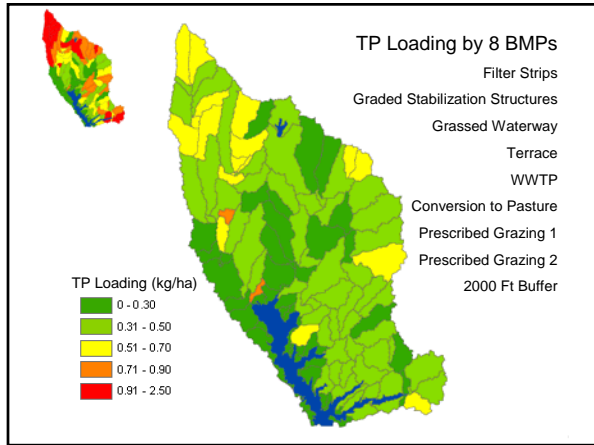 TP Loading by 8 BMPs
Filter Strips
Graded Stabilization Structures
Grassed Waterway
Terrace
WWTP
Conversion to Pasture
Prescribed Grazing 1
Prescribed Grazing 2
2000 Ft Buffer
TP Loading (kg/ha)
0 - 0.30
0.31 - 0.50
0.51 - 0.70
0.71 - 0.90
0.91 - 2.50